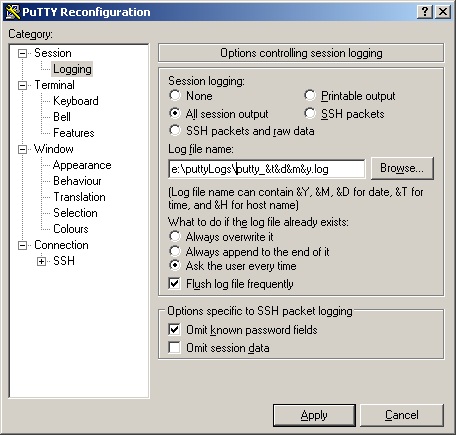 PuTTY Reconfiguration
Category:
Session
Logging
Terminal
Keyboard
Bell
Features
Window
Appearance
Behaviour
Translation
Selection
Colours
Connection
SSH
Options controlling session logging
Session logging:
None
Printable output
All session output
SSH packets
SSH packets and raw data
Log file name:
e:\puttyLogs\putty_&t&d&m&y.log
Browse...
(Log file name can contain &Y, &M, &D for date, &T for
time, and &H for host name)
What to do if the log file already exists:
Always overwrite it
Always append to the end of it
Ask the user every time
Flush log file frequently
Options specific to SSH packet logging
Omit known password fields
Omit session data
Apply
Cancel